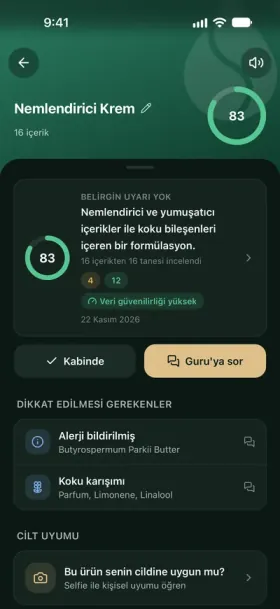 9:41
83
Nemlendirici Krem
16 içerik
BELİRGİN UYARI YOK
Nemlendirici ve yumuşatıcı
içerikler ile koku bileşenleri
içeren bir formülasyon.
83
16 içerikten 16 tanesi incelendi
4 12
Veri güvenilirliği yüksek
22 Kasım 2026
Kabinde
Guru'ya sor
DİKKAT EDİLMESİ GEREKENLER
Alerji bildirilmiş
Butyrospermum Parkii Butter
Koku karışımı
Parfum, Limonene, Linalool
CİLT UYUMU
Bu ürün senin cildine uygun mu?
Selfie ile kişisel uyumu öğren